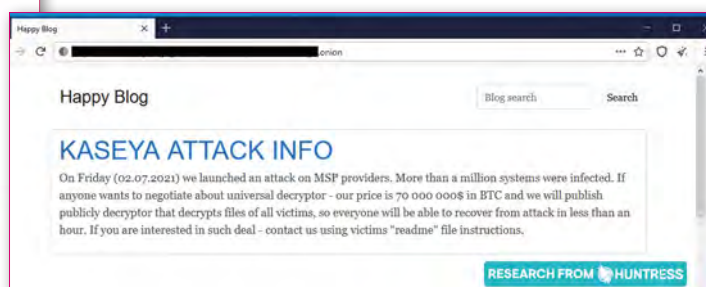 Happy Blog
.onion
Happy Blog
Blog search
Search
KASEYA ATTACK INFO
On Friday (02.07.2021) we launched an attack on MSP providers. More than a million systems were infected. If
anyone wants to negotiate about universal decryptor - our price is 70 000 000$ in BTC and we will publish
publicly decryptor that decrypts files of all victims, so everyone will be able to recover from attack in less than an
hour. If you are interested in such deal - contact us using victims "readme" file instructions.
RESEARCH FROM HUNTRESS